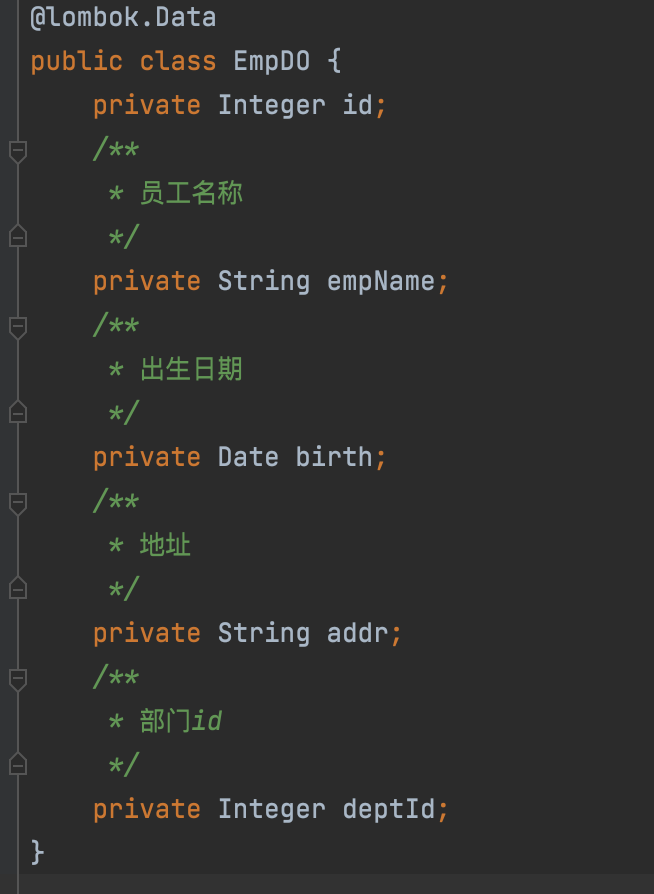 @lombok.Data
public class EmpDO {
    private Integer id;
    /**
     * 员工名称
     */
    private String empName;
    /**
     * 出生日期
     */
    private Date birth;
    /**
     * 地址
     */
    private String addr;
    /**
     * 部门id
     */
    private Integer deptId;
}